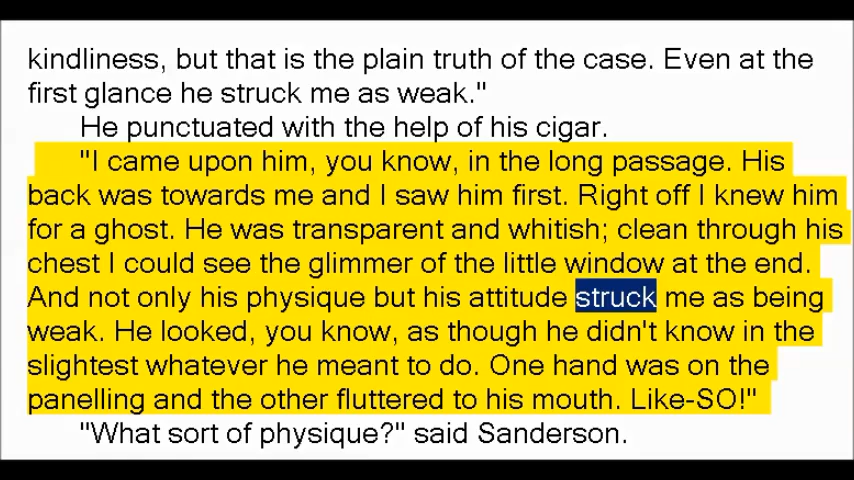 kindliness, but that is the plain truth of the case. Even at the
first glance he struck me as weak."
He punctuated with the help of his cigar.
"I came upon him, you know, in the long passage. His
back was towards me and I saw him first. Right off I knew him
for a ghost. He was transparent and whitish; clean through his
chest I could see the glimmer of the little window at the end.
And not only his physique but his attitude struck me as being
weak. He looked, you know, as though he didn't know in the
slightest whatever he meant to do. One hand was on the
panelling and the other fluttered to his mouth. Like-SO!"
"What sort of physique?" said Sanderson.